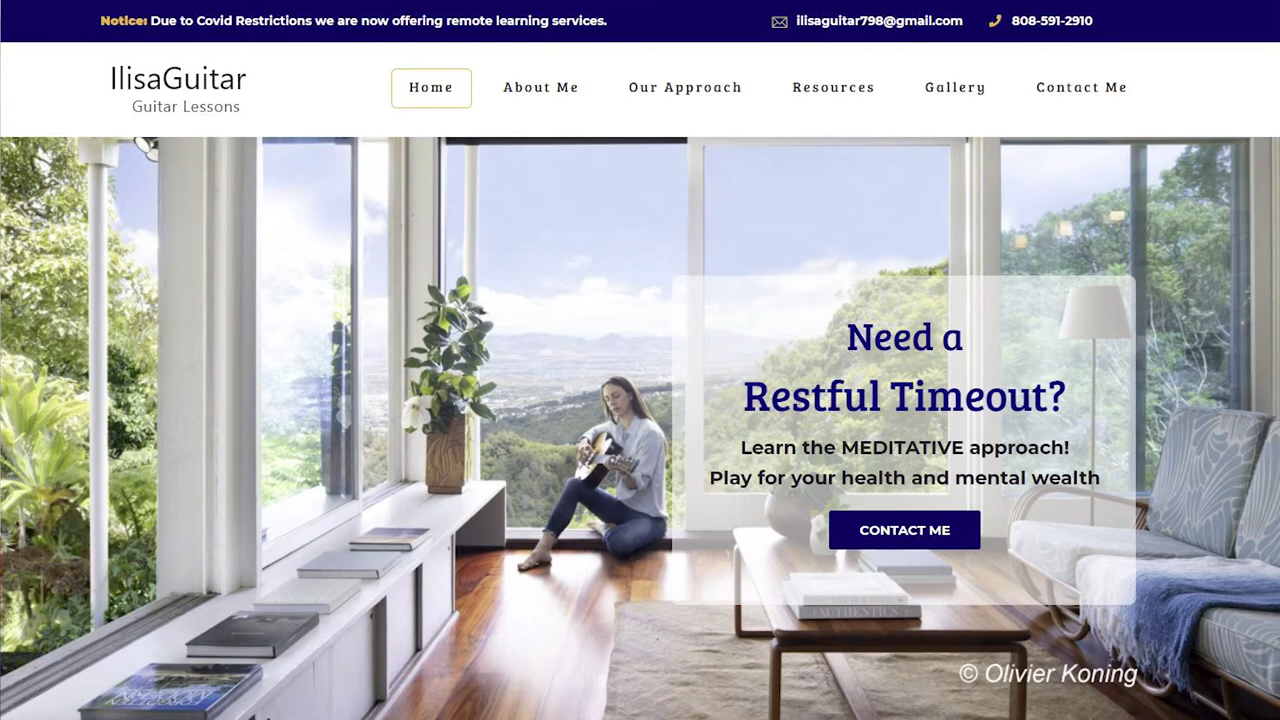 Notice: Due to Covid Restrictions we are now offering remote learning services.
ilisaguitar798@gmail.com
808-591-2910
IlisaGuitar
Guitar Lessons
Home
About Me
Our Approach
Resources
Gallery
Contact Me
Need a
Restful Timeout?
Learn the MEDITATIVE approach!
Play for your health and mental wealth
CONTACT ME
AUTHENTICS
© Olivier Koning